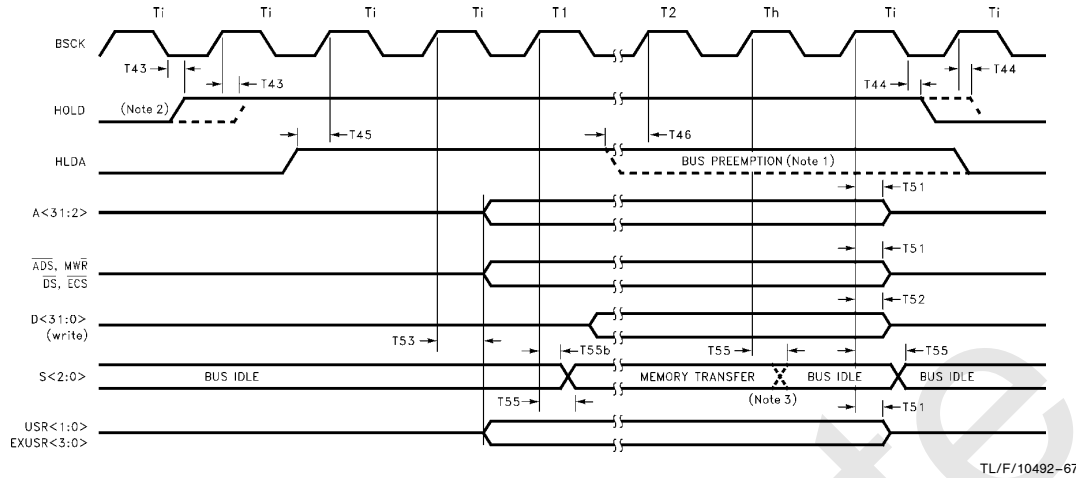 Ti Ti Ti Ti T1 T2 Th Ti Ti
BSCK
T43 T43 T44 T44
HOLD (Note 2)
T45 T46
HLDA BUS PREEMPTION (Note 1)
T51
A<31:2>
ADS, MWR T51
DS, ECS
T52
D<31:0>
(write)
T53 T55b T55 T55
S<2:0> BUS IDLE MEMORY TRANSFER BUS IDLE BUS IDLE
(Note 3)
T55 T51
USR<1:0>
EXUSR<3:0>
TL/F/10492-67